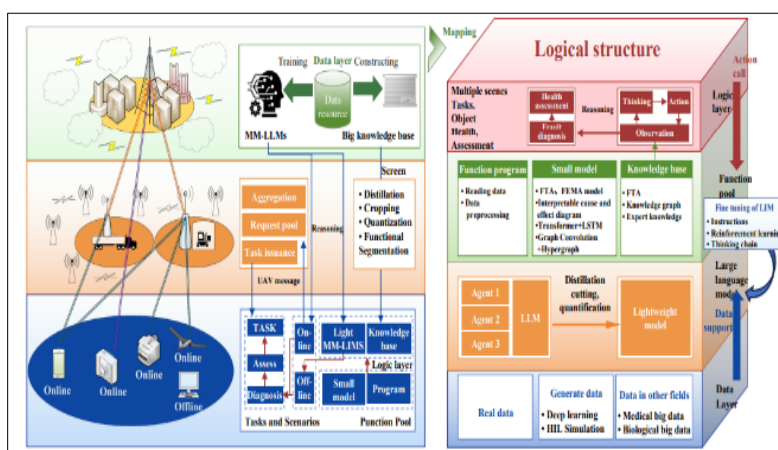 Training
Data layer
Constructing
Data
resource
MM-LLMs
Big knowledge base
Aggregation
Request pool
Task issuance
Reasoning
Screen
• Distillation
• Cropping
• Quantization
• Functional
Segmentation
UAV message
Online
Online
Online
Online
Offline
TASK
Assess
Diagnosis
On-
line
Off-
line
Light
MM-LIMS
Knowledge
base
Logic layer
Small
model
Program
Tasks and Scenarios
Punction Pool
Mapping
Logical structure
Action
call
Logic
layer
Multiple scenes
Tasks,
Object
Health,
Assessment
Health
assessment
Reasoning
Thinking
Action
Observation
diagnosis
Function program
• Reading data
• Data
preprocessing
Small model
• FTA、FEMA model
• Interpretable cause and
effect diagram
• Transformer+LSTM
• Graph Convolution
+Hypergraph
Knowledge base
• FTA
• Knowledge graph
• Expert knowledge
Function
pool
Fine tuning of LIM
• Instructions
• Reinforcement learning
• Thinking chain
Agent 1
Agent 2
Agent 3
LLM
Distillation
cutting,
quantification
Lightweight
model
Large
language
model
Data
support
Real data
Generate data
• Deep learning
• HIL Simulation
Data in other fields
• Medical big data
• Biological big data
Data
Layer